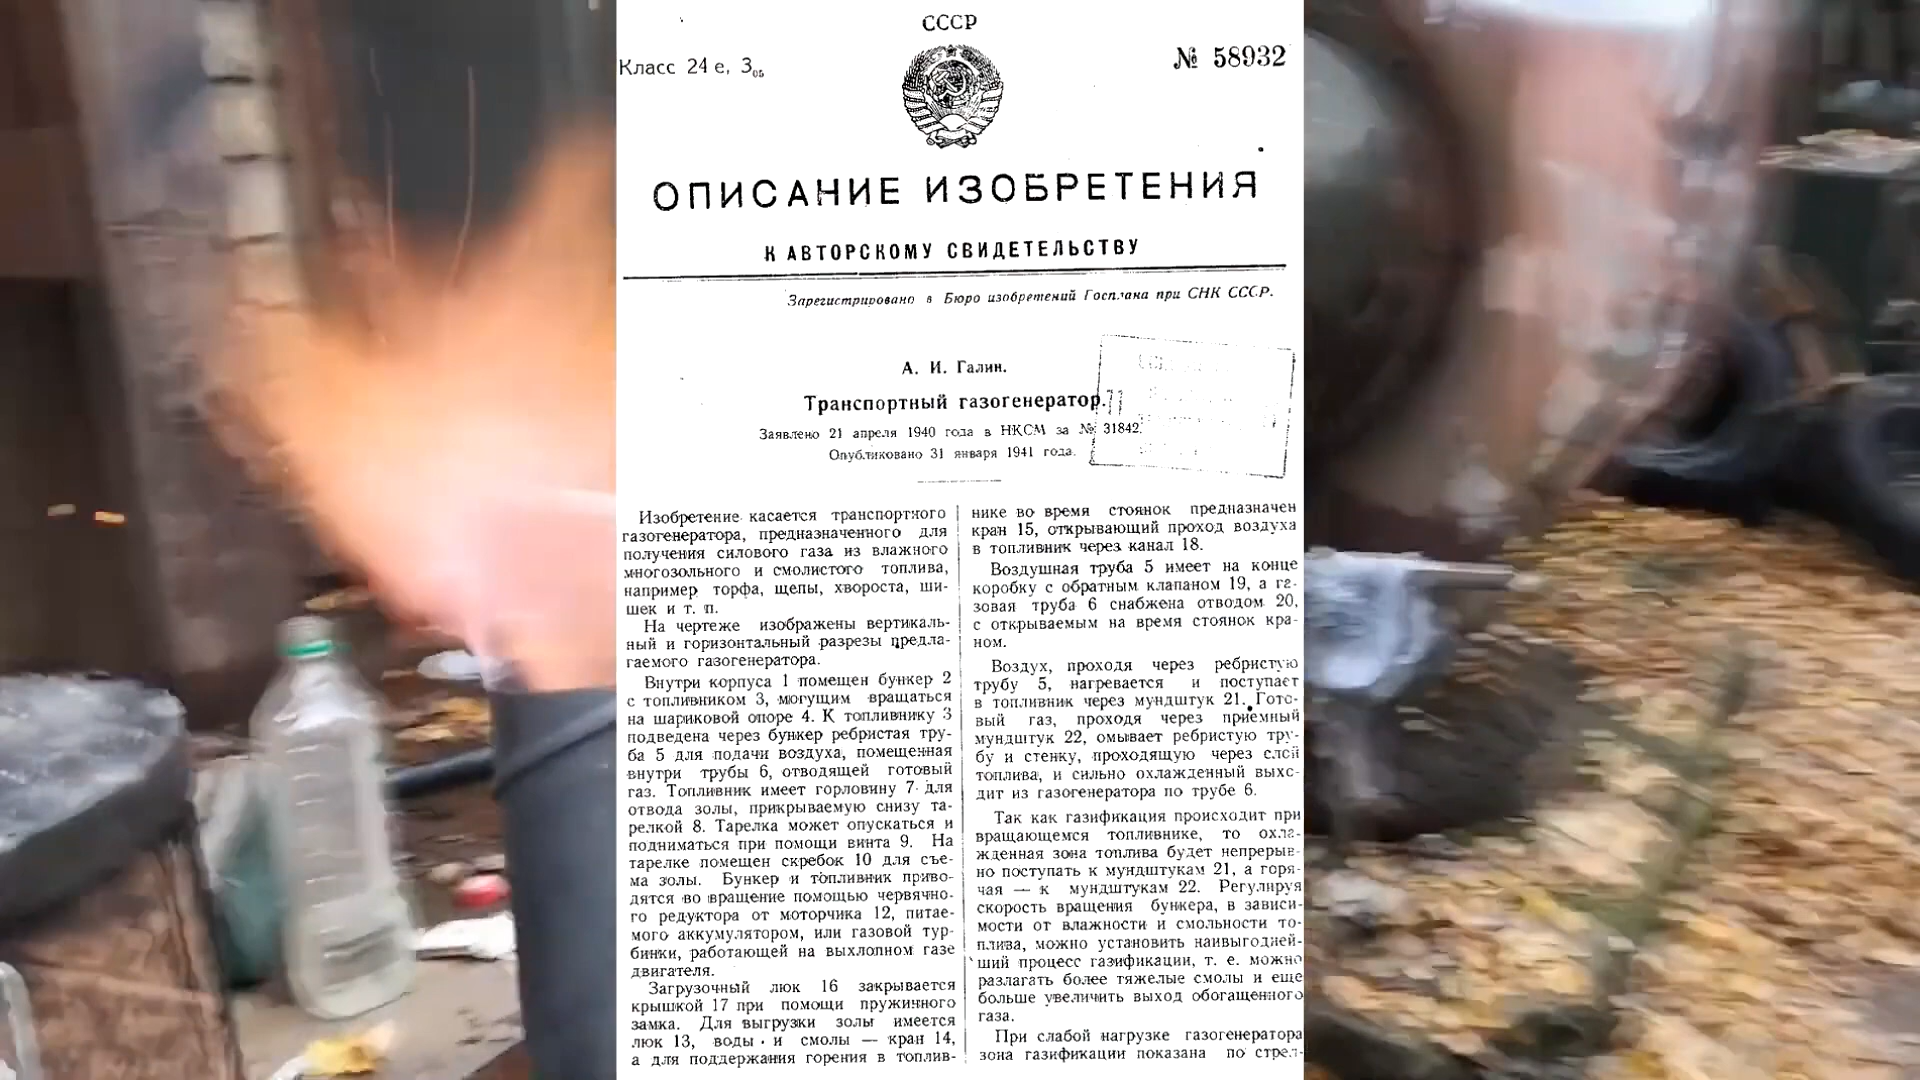 СССР
Класс 24 е, 3₀₅
№ 58932
ОПИСАНИЕ ИЗОБРЕТЕНИЯ
К АВТОРСКОМУ СВИДЕТЕЛЬСТВУ
Зарегистрировано в Бюро изобретений Госплана при СНК СССР.
А. И. Галин.
Транспортный газогенератор.
Заявлено 21 апреля 1940 года в НКСМ за № 31842.
Опубликовано 31 января 1941 года.
Изобретение касается транспортного
газогенератора, предназначенного для
получения силового газа из влажного
многозольного и смолистого топлива,
например торфа, щепы, хвороста, ши-
шек и т. п.
На чертеже изображены вертикаль-
ный и горизонтальный разрезы предла-
гаемого газогенератора.
Внутри корпуса 1 помещен бункер 2
с топливником 3, могущим вращаться
на шариковой опоре 4. К топливнику 3
подведена через бункер ребристая тру-
ба 5 для подачи воздуха, помещенная
внутри трубы 6, отводящей готовый
газ. Топливник имеет горловину 7 для
отвода золы, прикрываемую снизу та-
релкой 8. Тарелка может опускаться и
подниматься при помощи винта 9. На
тарелке помещен скребок 10 для съе-
ма золы. Бункер и топливник приво-
дятся во вращение помощью червячно-
го редуктора от моторчика 12, питае-
мого аккумулятором, или газовой тур-
бинки, работающей на выхлопном газе
двигателя.
Загрузочный люк 16 закрывается
крышкой 17 при помощи пружинного
замка. Для выгрузки золы имеется
люк 13, воды и смолы — кран 14,
а для поддержания горения в топлив-
нике во время стоянок предназначен
кран 15, открывающий проход воздуха
в топливник через канал 18.
Воздушная труба 5 имеет на конце
коробку с обратным клапаном 19, а га-
зовая труба 6 снабжена отводом 20,
с открываемым на время стоянок кра-
ном.
Воздух, проходя через ребристую
трубу 5, нагревается и поступает
в топливник через мундштук 21. Гото-
вый газ, проходя через приемный
мундштук 22, омывает ребристую тру-
бу и стенку, проходящую через слой
топлива, и сильно охлажденный выхо-
дит из газогенератора по трубе 6.
Так как газификация происходит при
вращающемся топливнике, то охла-
жденная зона топлива будет непрерыв-
но поступать к мундштукам 21, а горя-
чая — к мундштукам 22. Регулируя
скорость вращения бункера, в зависи-
мости от влажности и смольности то-
плива, можно установить наивыгодней-
ший процесс газификации, т. е. можно
разлагать более тяжелые смолы и еще
больше увеличить выход обогащенного
газа.
При слабой нагрузке газогенератора
зона газификации показана по стрел-